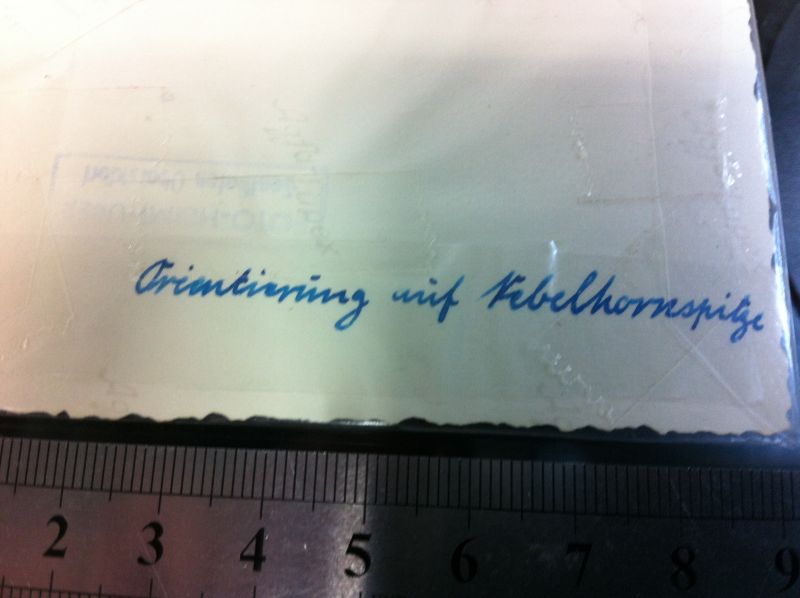 Orientierung auf Nebelhornspitze
2 3 4 5 6 7 8 9